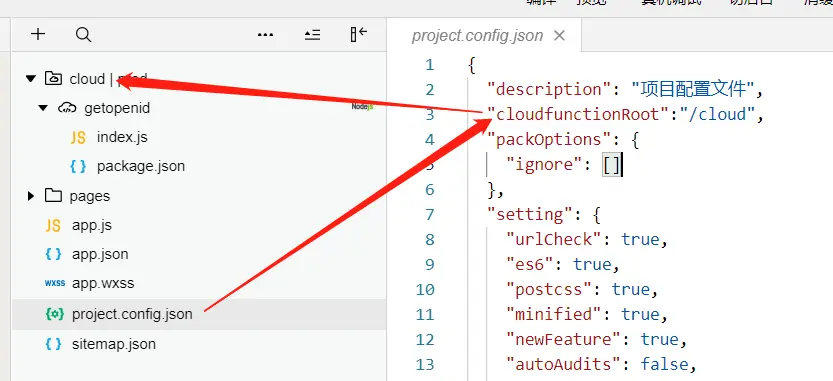 project.config.json
cloud |
getopenid
Nodejs
JS index.js
{ } package.json
pages
JS app.js
{ } app.json
wxss app.wxss
project.config.json
{ } sitemap.json
1 {
2 "description": "项目配置文件",
3 "cloudfunctionRoot":"/cloud",
4 "packOptions": {
5 "ignore": []
6 },
7 "setting": {
8 "urlCheck": true,
9 "es6": true,
10 "postcss": true,
11 "minified": true,
12 "newFeature": true,
13 "autoAudits": false,